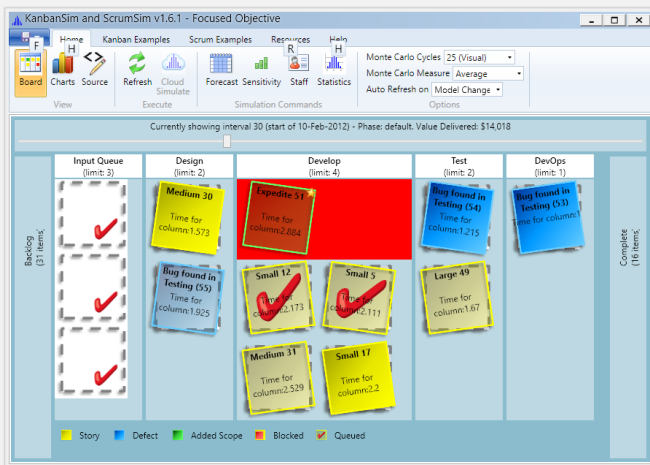 KanbanSim and ScrumSim v1.6.1 - Focused Objective
F
Home Kanban Examples Scrum Examples Resources Help
H R H
Board Charts Source Refresh Cloud Simulate Forecast Sensitivity Staff Statistics
View Execute Simulation Commands Options
Monte Carlo Cycles 25 (Visual)
Monte Carlo Measure Average
Auto Refresh on Model Change
Currently showing interval 30 (start of 10-Feb-2012) - Phase: default. Value Delivered: $14,018
Backlog
(31 items)
Input Queue
(limit: 3)
Design
(limit: 2)
Medium 30
Time for
column:1.573
Bug found in
Testing (55)
Time for
column:1.925
Develop
(limit: 4)
Expedite 51
Time for
column:2.884
Small 12
Time for
column:2.173
Small 5
Time for
column:2.111
Medium 31
Time for
column:2.529
Small 17
Time for
column:2.2
Test
(limit: 2)
Bug found in
Testing (54)
Time for
column:1.215
Large 49
Time for
column:1.67
DevOps
(limit: 1)
Bug found in
Testing (53)
me for column:1
Complete
(16 items)
Story Defect Added Scope Blocked Queued